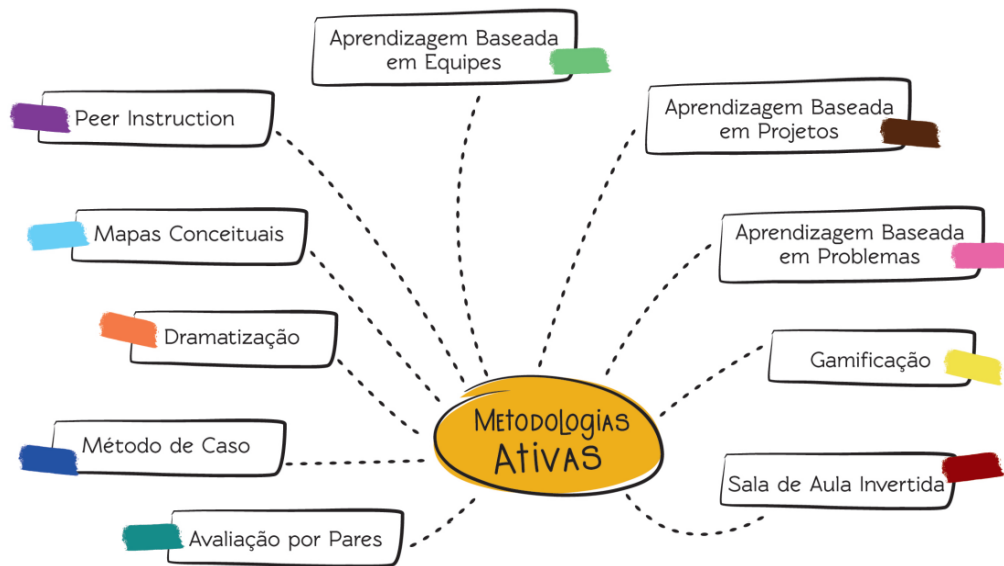 Aprendizagem Baseada
em Equipes
Peer Instruction
Aprendizagem Baseada
em Projetos
Mapas Conceituais
Aprendizagem Baseada
em Problemas
Dramatização
Gamificação
METODOLOGIAS
ATIVAS
Método de Caso
Sala de Aula Invertida
Avaliação por Pares